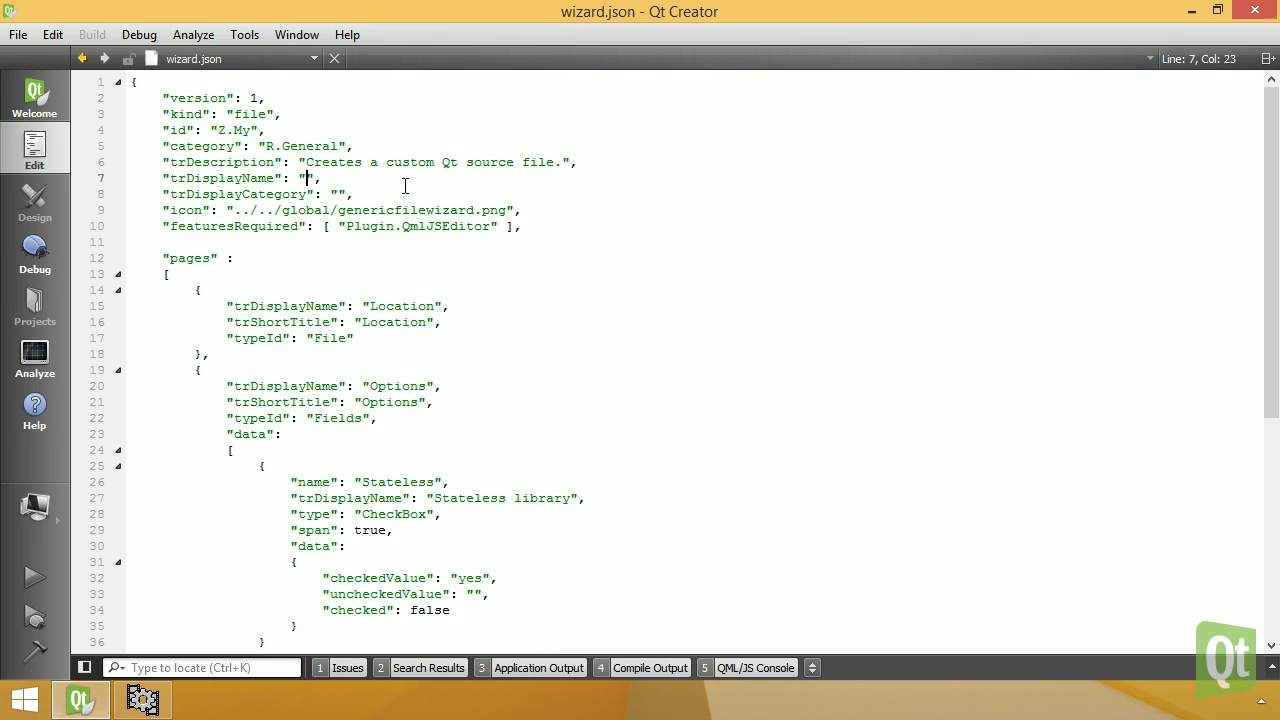 wizard.json - Qt Creator
File Edit Build Debug Analyze Tools Window Help
wizard.json
Line: 7, Col: 23
Qt
Welcome
Edit
Design
Debug
Projects
Analyze
?
Help
1 {
2 "version": 1,
3 "kind": "file",
4 "id": "Z.My",
5 "category": "R.General",
6 "trDescription": "Creates a custom Qt source file.",
7 "trDisplayName": "",
8 "trDisplayCategory": "",
9 "icon": "../../global/genericfilewizard.png",
10 "featuresRequired": [ "Plugin.QmlJSEditor" ],
11
12 "pages" :
13 [
14 {
15 "trDisplayName": "Location",
16 "trShortTitle": "Location",
17 "typeId": "File"
18 },
19 {
20 "trDisplayName": "Options",
21 "trShortTitle": "Options",
22 "typeId": "Fields",
23 "data":
24 [
25 {
26 "name": "Stateless",
27 "trDisplayName": "Stateless library",
28 "type": "CheckBox",
29 "span": true,
30 "data":
31 {
32 "checkedValue": "yes",
33 "uncheckedValue": "",
34 "checked": false
35 }
36 }
Type to locate (Ctrl+K)
1 Issues 2 Search Results 3 Application Output 4 Compile Output 5 QML/JS Console
Qt
Qt